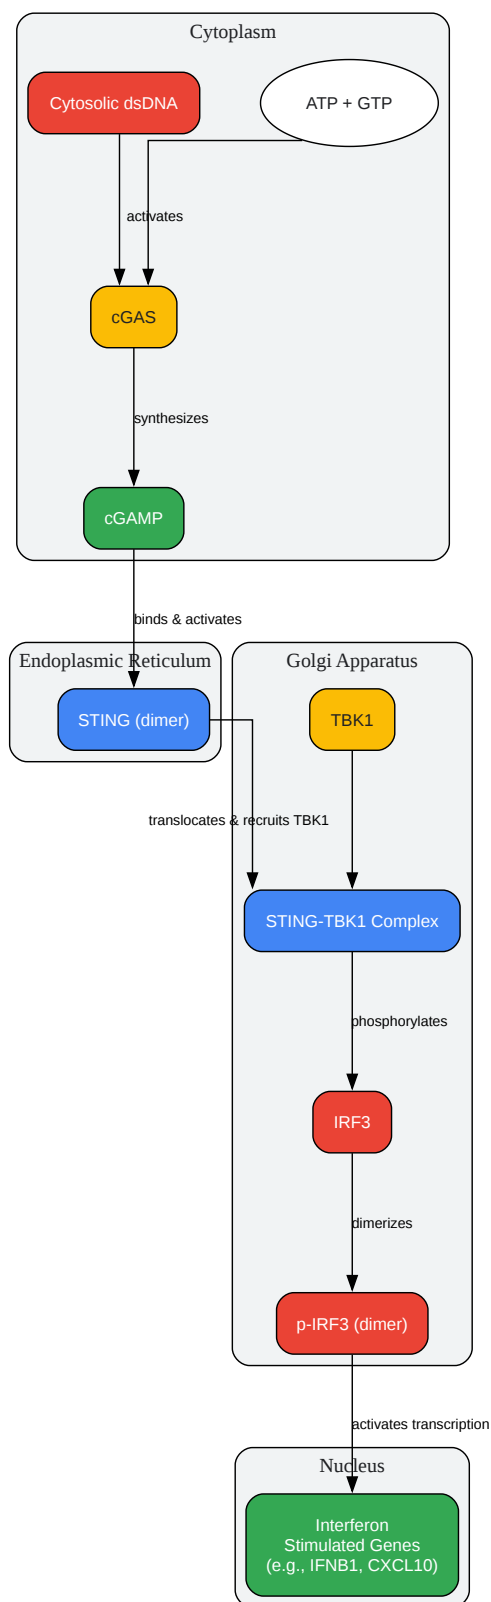 Cytoplasm
Cytosolic dsDNA
ATP + GTP
activates
cGAS
synthesizes
cGAMP
binds & activates
Endoplasmic Reticulum
Golgi Apparatus
STING (dimer)
TBK1
translocates & recruits TBK1
STING-TBK1 Complex
phosphorylates
IRF3
dimerizes
p-IRF3 (dimer)
activates transcription
Nucleus
Interferon
Stimulated Genes
(e.g., IFNB1, CXCL10)